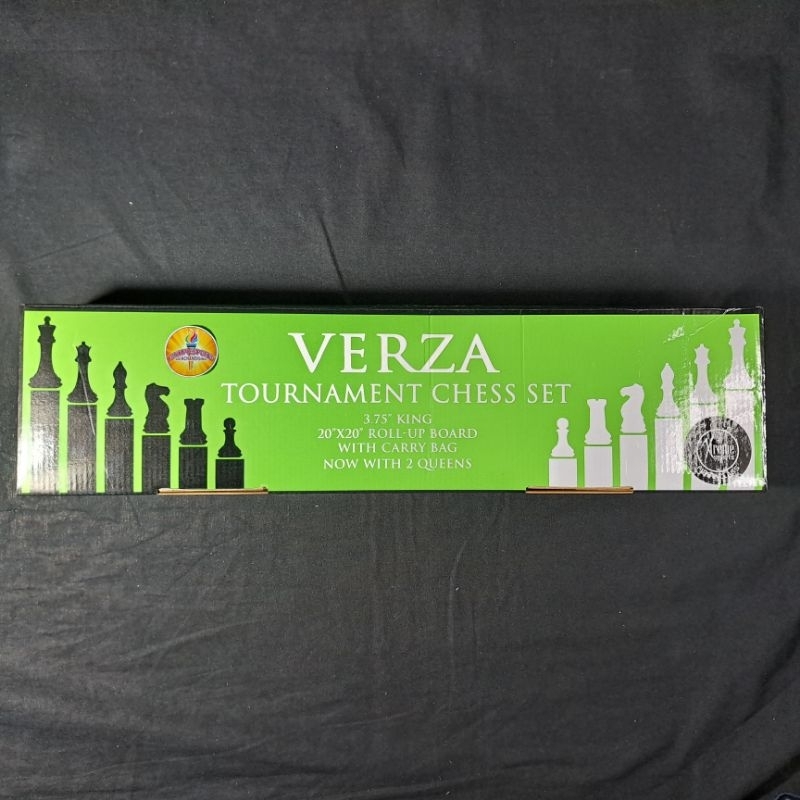 VERZA
TOURNAMENT CHESS SET
3.75" KING
20"X20" ROLL-UP BOARD
WITH CARRY BAG
NOW WITH 2 QUEENS